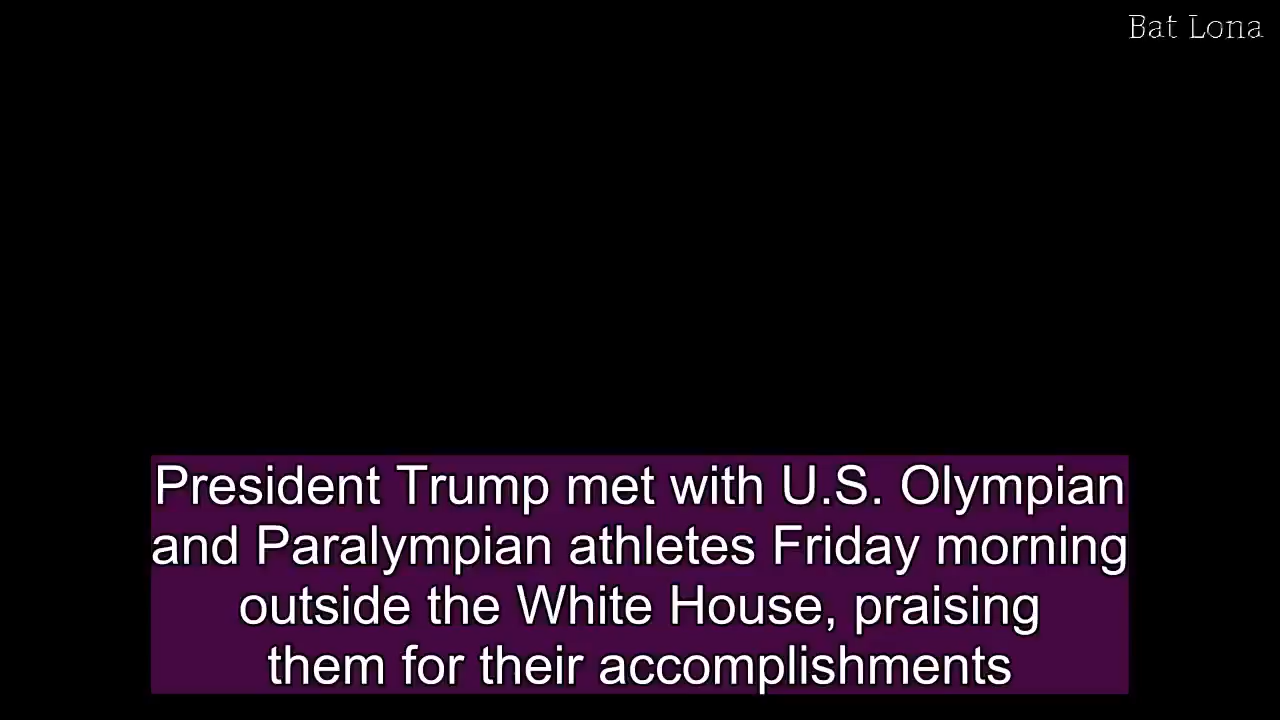 Bat Lona
President Trump met with U.S. Olympian
and Paralympian athletes Friday morning
outside the White House, praising
them for their accomplishments